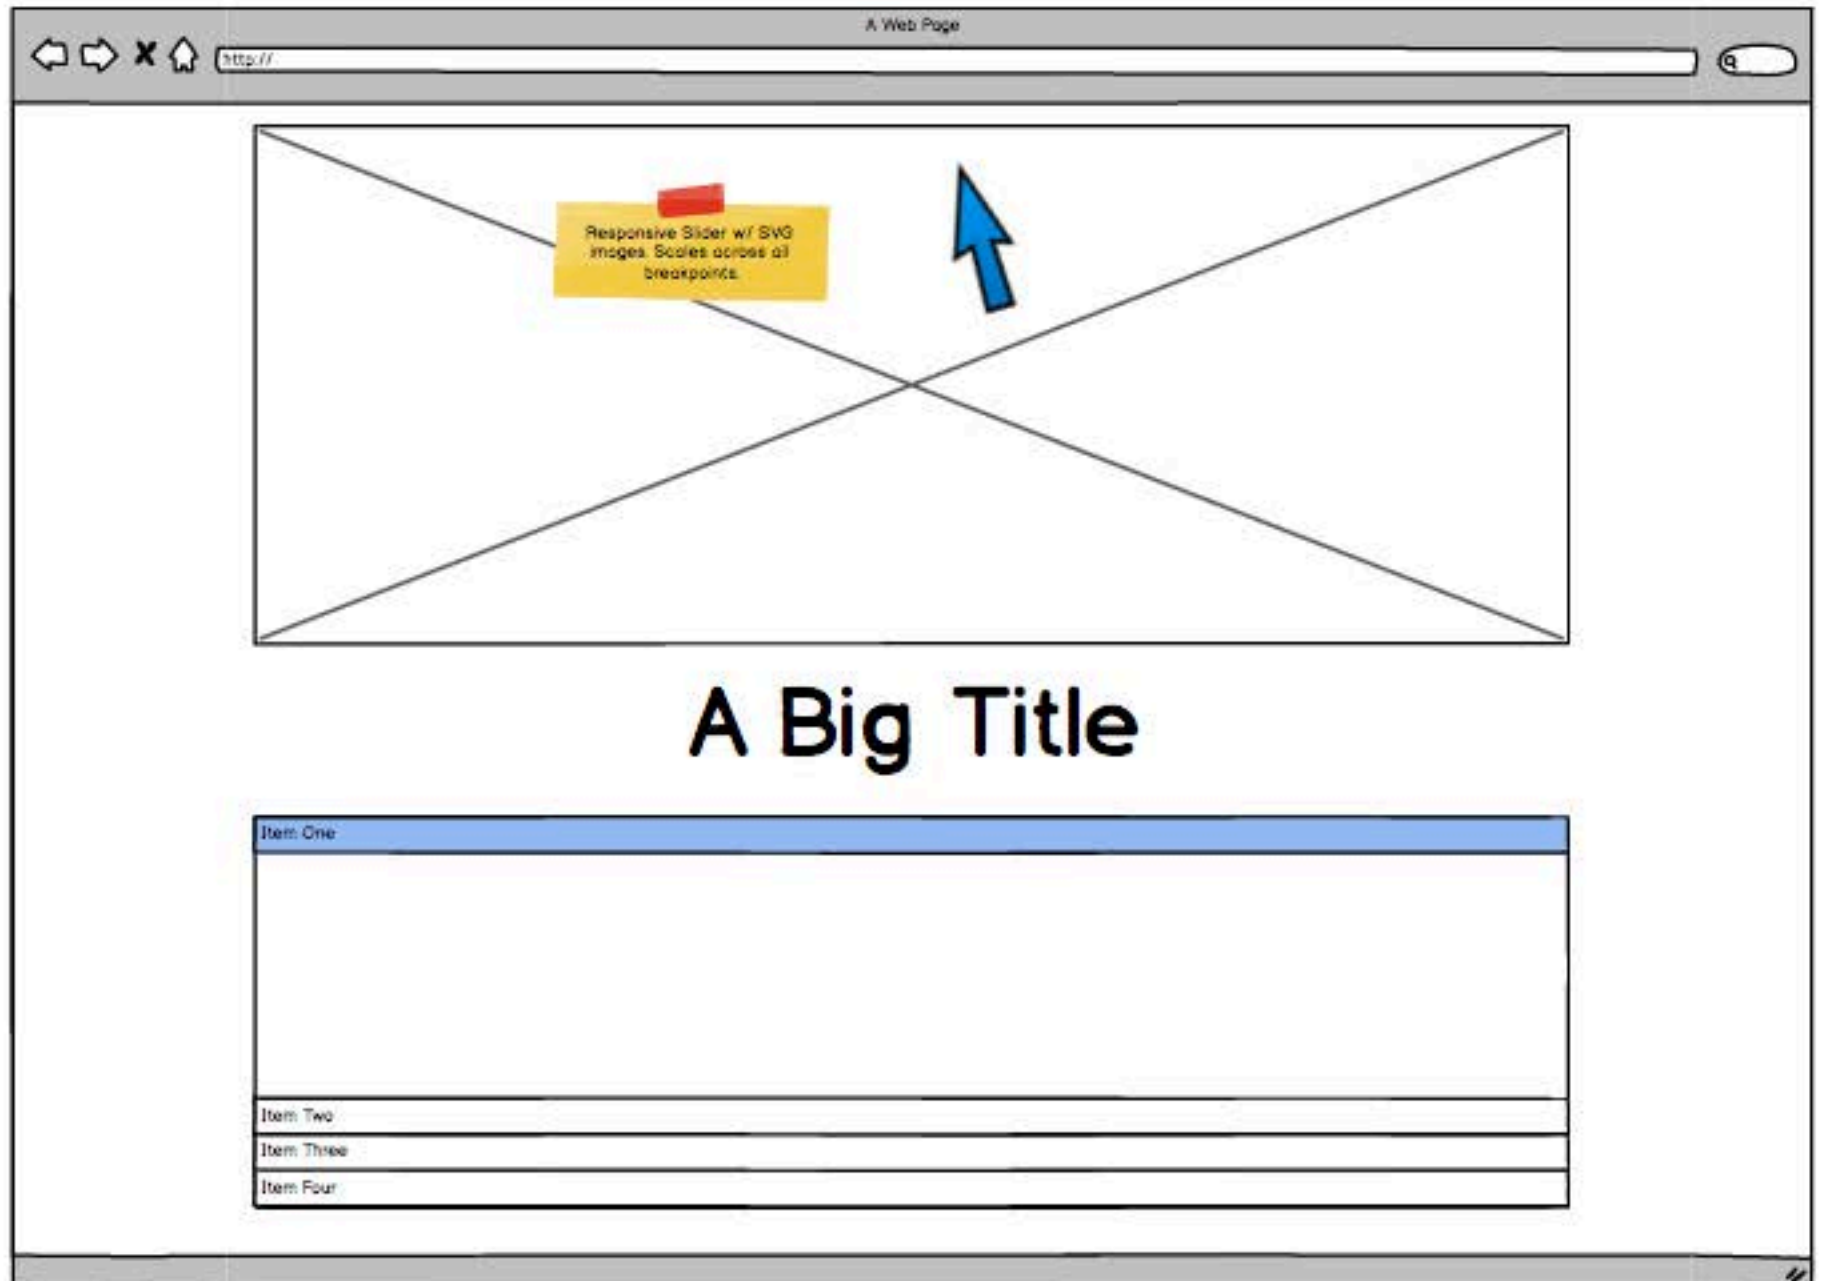 A Web Page
http://
Responsive Slider w/ SVG
images. Scales across all
breakpoints.
A Big Title
Item One
Item Two
Item Three
Item Four